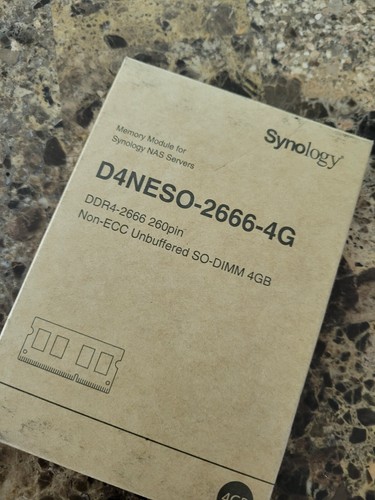 Synology
Memory Module for
Synology NAS Servers
D4NESO-2666-4G
DDR4-2666 260pin
Non-ECC Unbuffered SO-DIMM 4GB
4GB